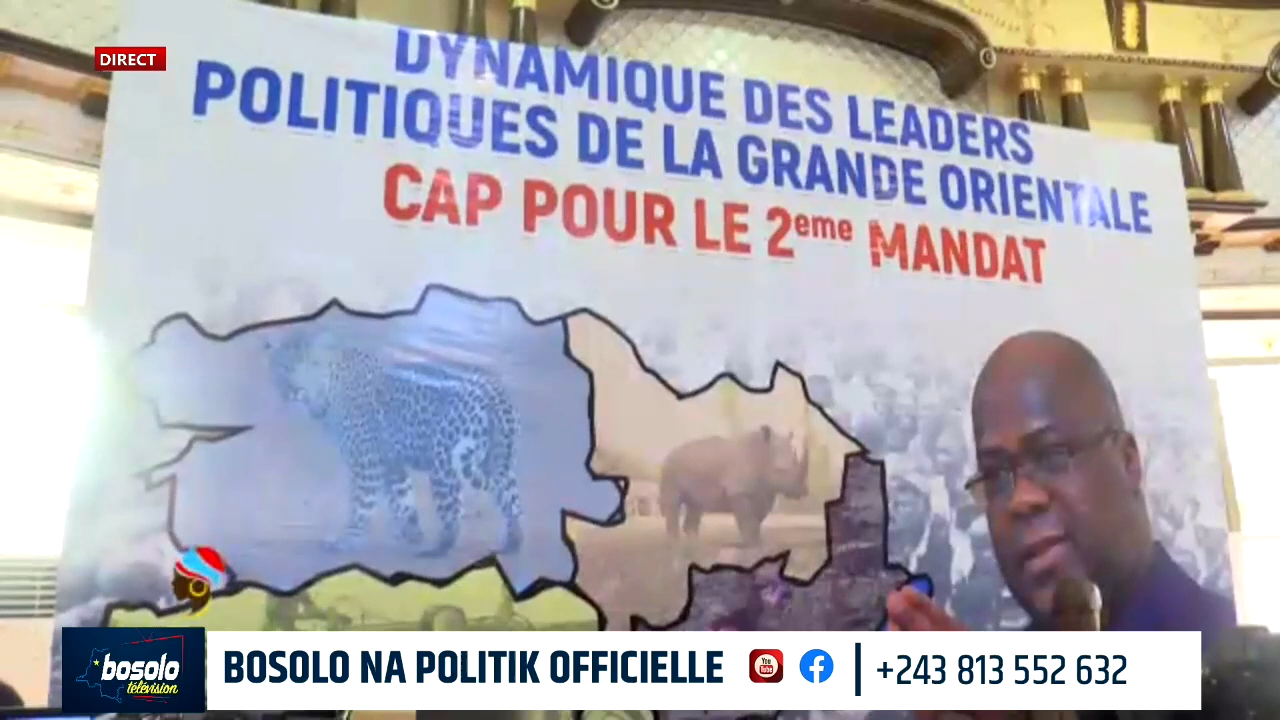 DIRECT
DYNAMIQUE DES LEADERS
POLITIQUES DE LA GRANDE ORIENTALE
CAP POUR LE 2eme MANDAT
bosolo
télévision
BOSOLO NA POLITIK OFFICIELLE
You
Tube
+243 813 552 632